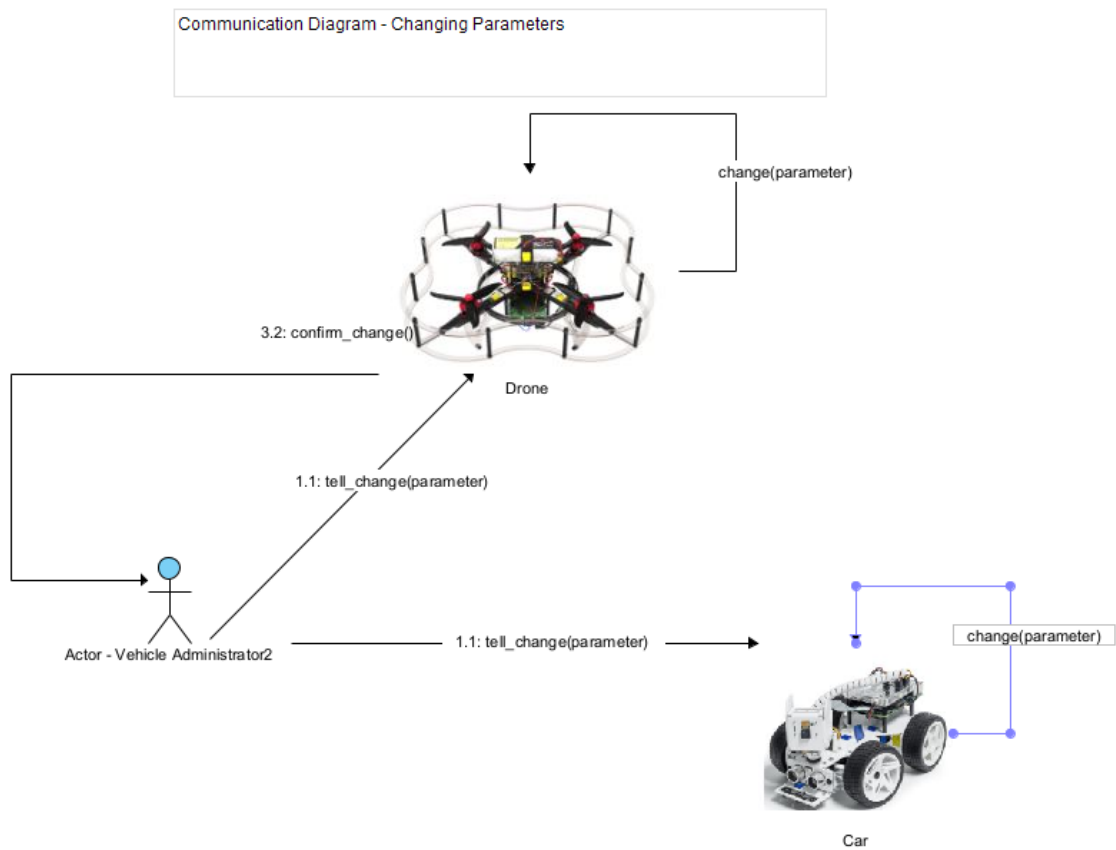 Communication Diagram - Changing Parameters
change(parameter)
3.2: confirm_change()
Drone
1.1: tell_change(parameter)
Actor - Vehicle Administrator2
1.1: tell_change(parameter)
change(parameter)
Car